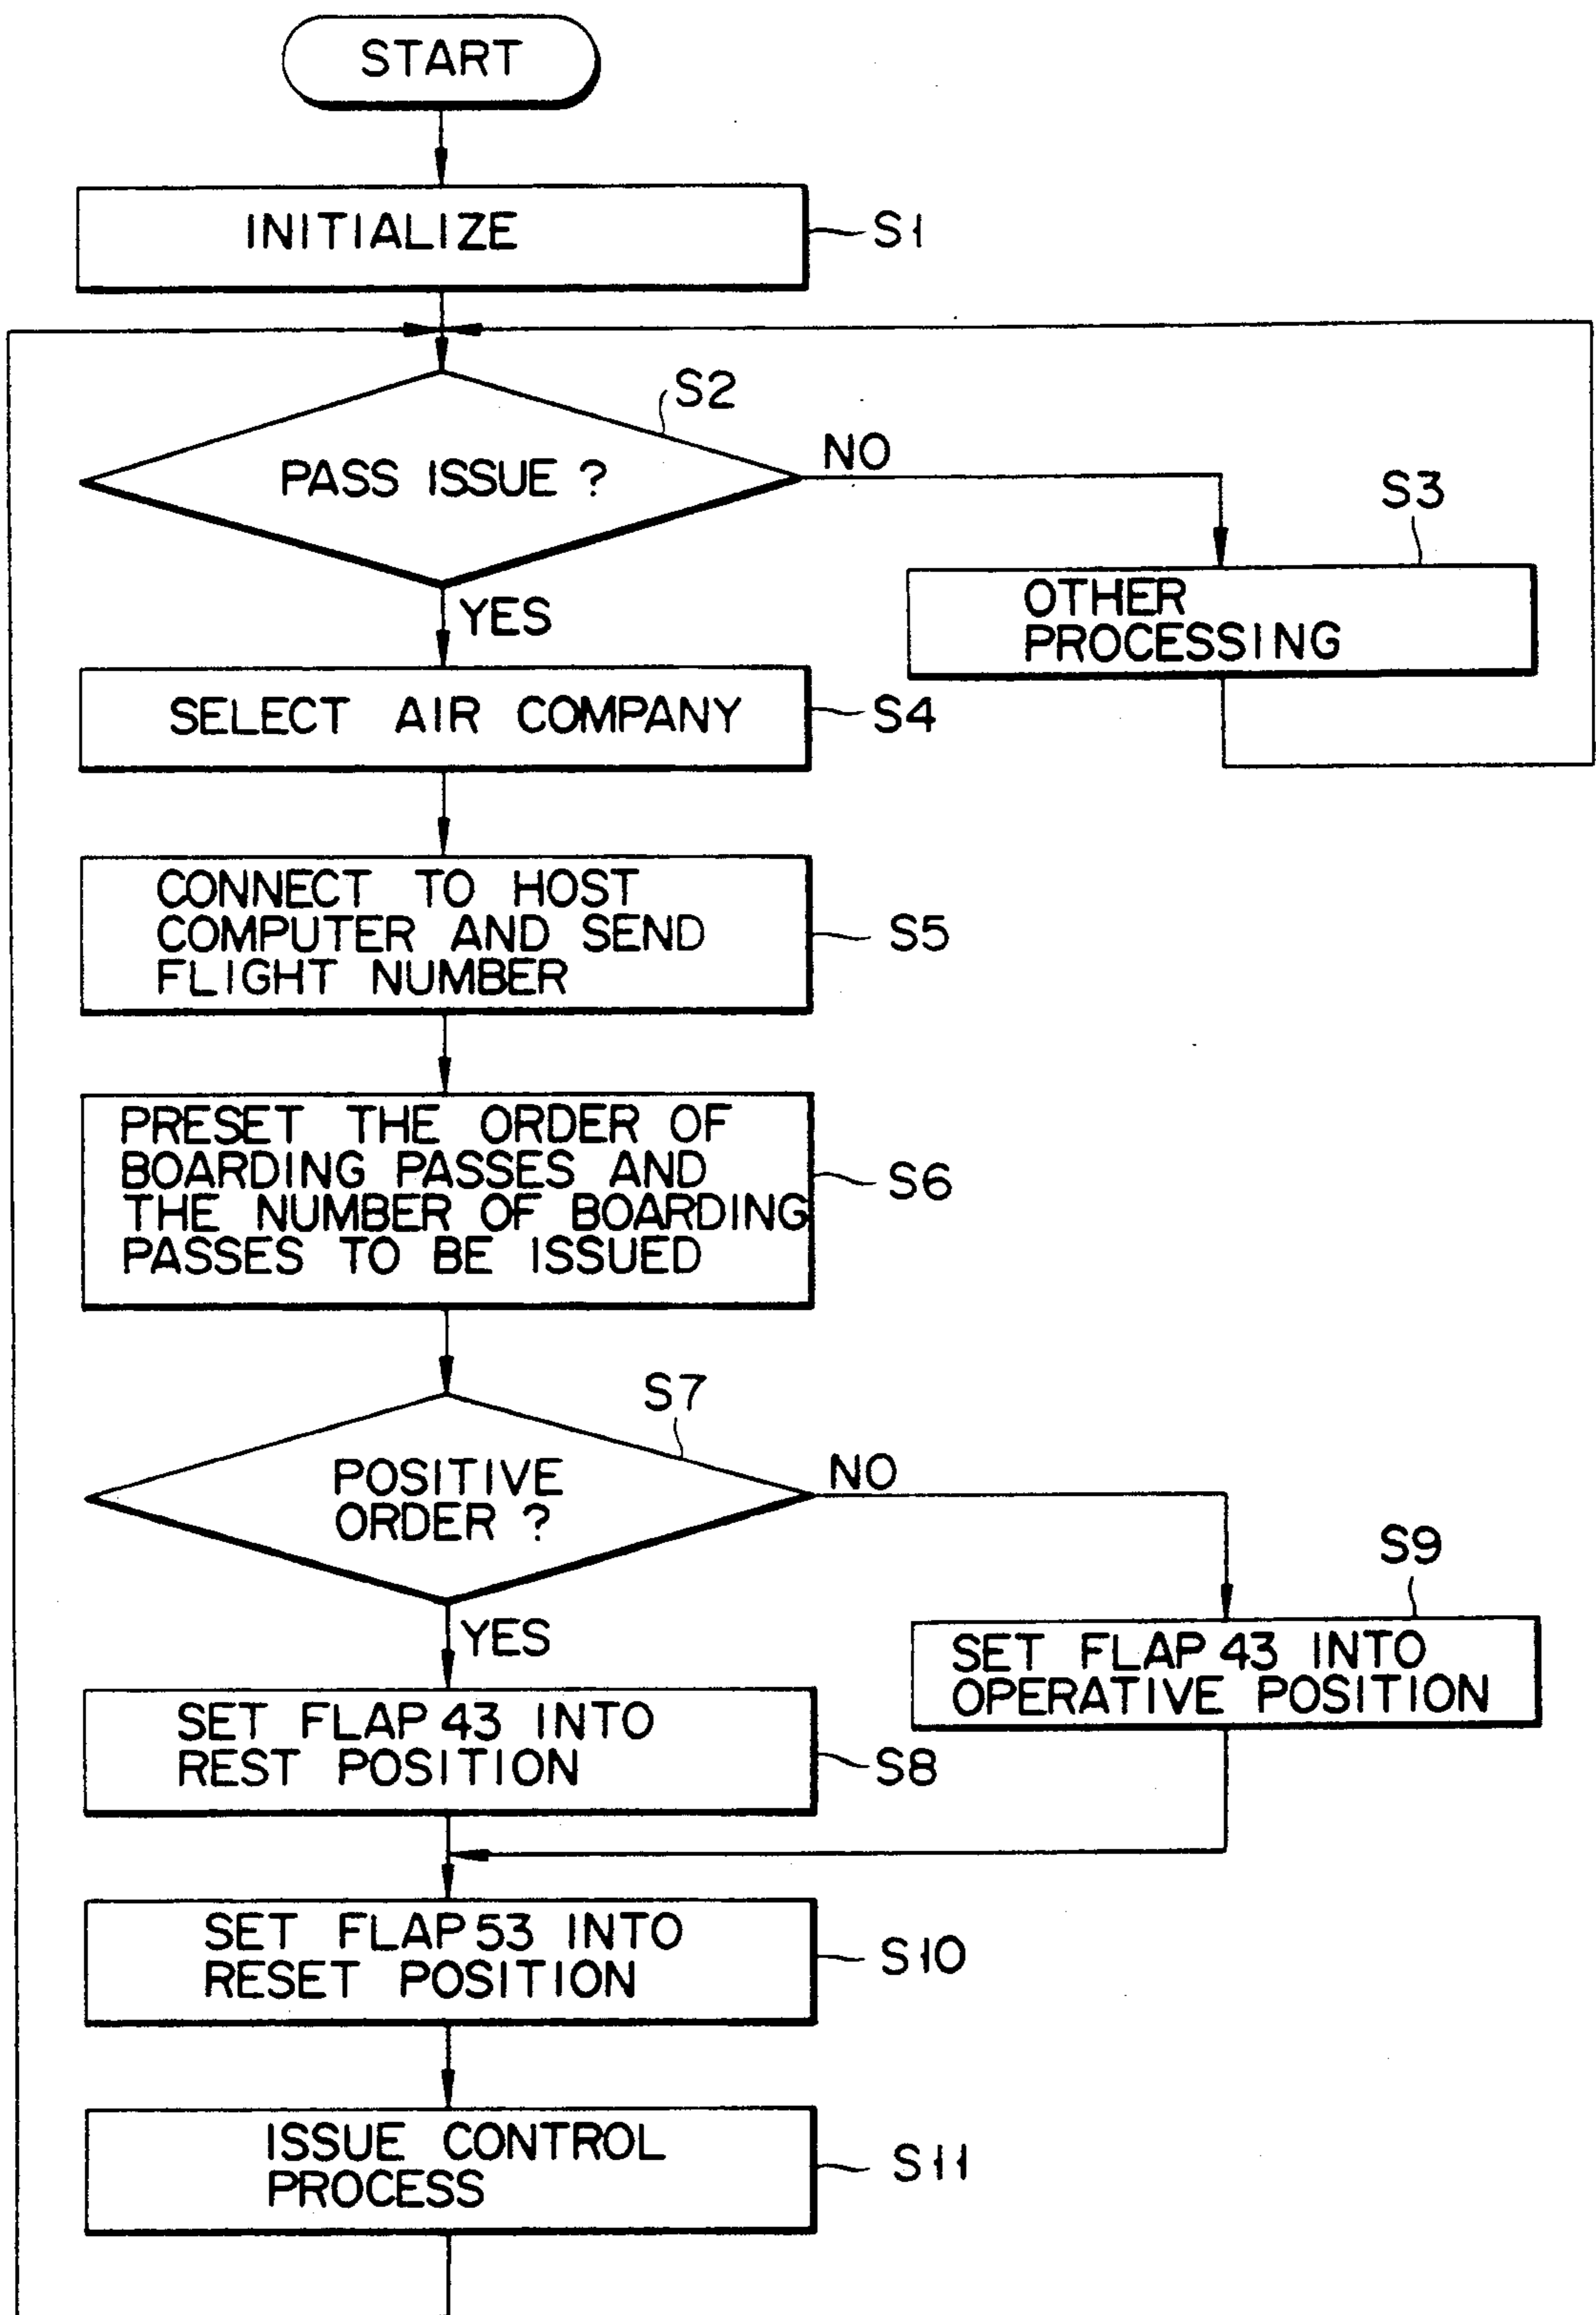 START
INITIALIZE
S1
S2
PASS ISSUE ?
NO
S3
OTHER
PROCESSING
YES
SELECT AIR COMPANY
S4
CONNECT TO HOST
COMPUTER AND SEND
FLIGHT NUMBER
S5
PRESET THE ORDER OF
BOARDING PASSES AND
THE NUMBER OF BOARDING
PASSES TO BE ISSUED
S6
S7
POSITIVE
ORDER ?
NO
S9
SET FLAP 43 INTO
OPERATIVE POSITION
YES
SET FLAP 43 INTO
REST POSITION
S8
SET FLAP 53 INTO
RESET POSITION
S10
ISSUE CONTROL
PROCESS
S11